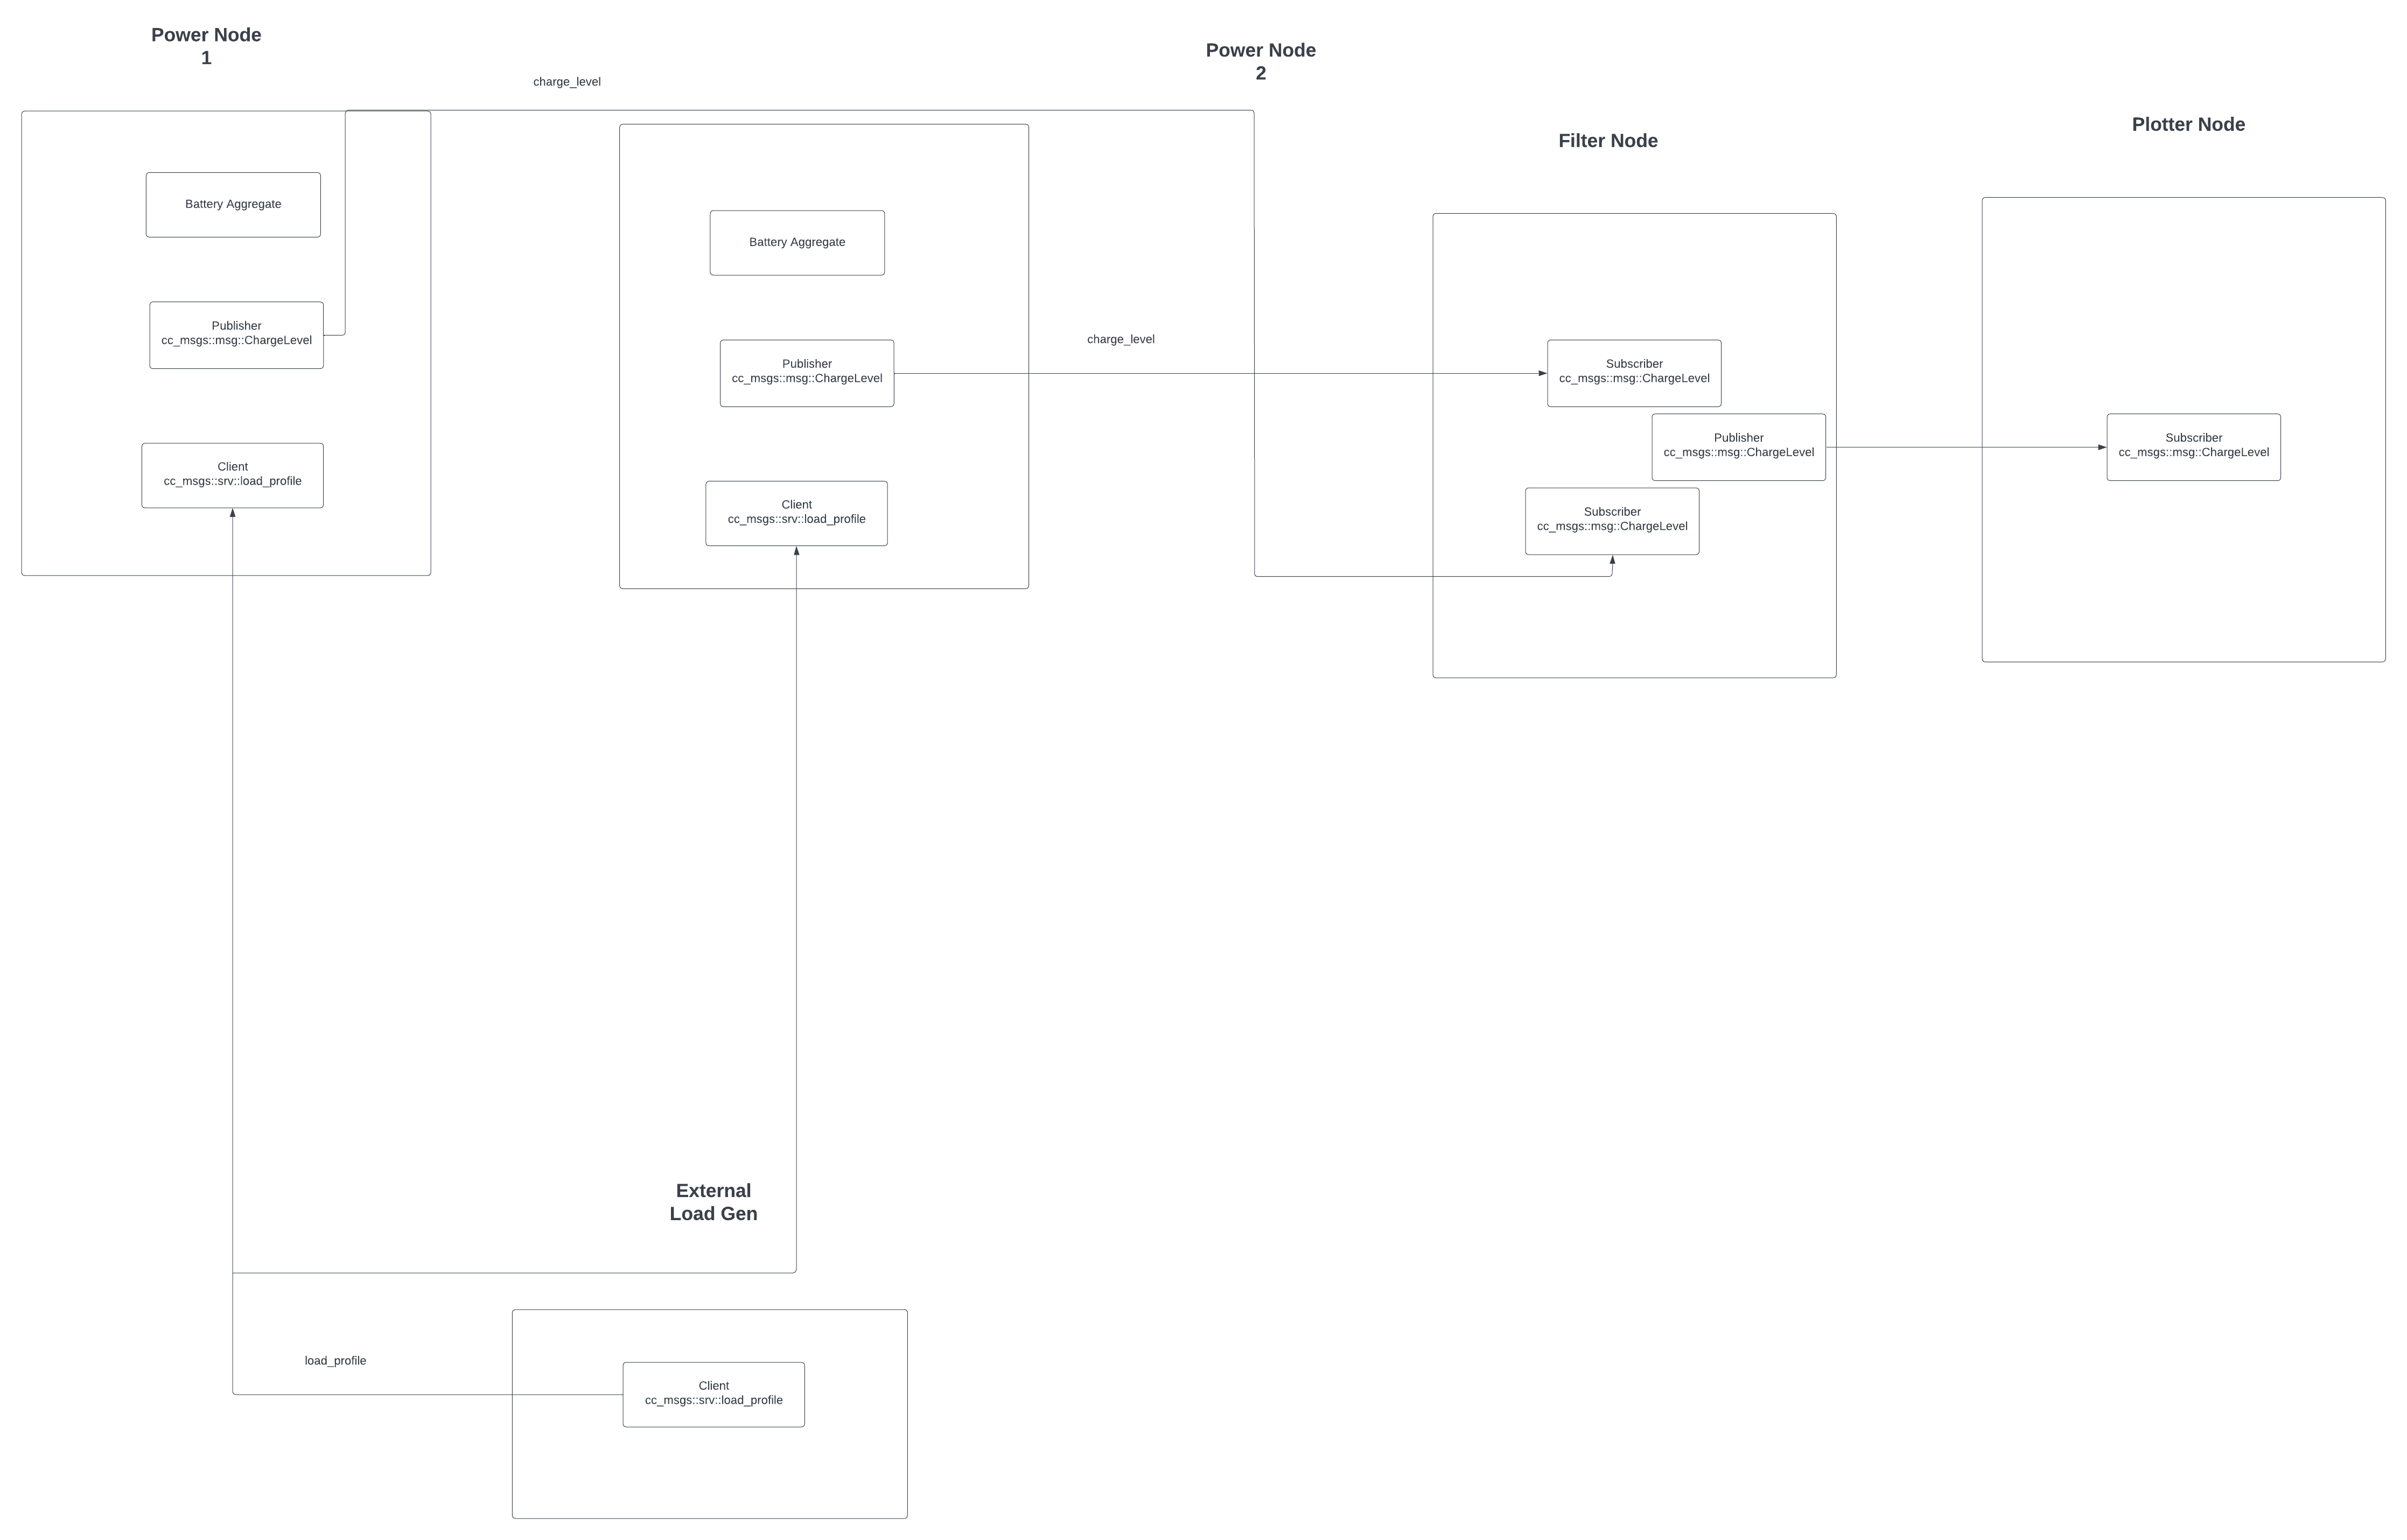 Power Node
1
charge_level
Power Node
2
Filter Node
Plotter Node
Battery Aggregate
Publisher
cc_msgs::msg::ChargeLevel
Client
cc_msgs::srv::load_profile
Battery Aggregate
Publisher
cc_msgs::msg::ChargeLevel
Client
cc_msgs::srv::load_profile
charge_level
Subscriber
cc_msgs::msg::ChargeLevel
Publisher
cc_msgs::msg::ChargeLevel
Subscriber
cc_msgs::msg::ChargeLevel
Subscriber
cc_msgs::msg::ChargeLevel
External
Load Gen
load_profile
Client
cc_msgs::srv::load_profile